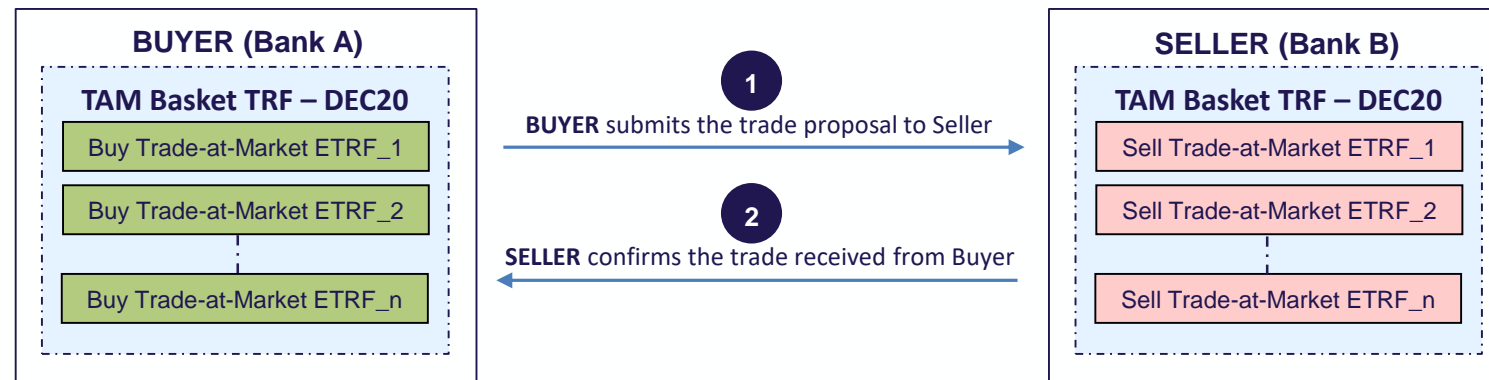 BUYER (Bank A)
TAM Basket TRF – DEC20
Buy Trade-at-Market ETRF_1
Buy Trade-at-Market ETRF_2
Buy Trade-at-Market ETRF_n
1
BUYER submits the trade proposal to Seller
2
SELLER confirms the trade received from Buyer
SELLER (Bank B)
TAM Basket TRF – DEC20
Sell Trade-at-Market ETRF_1
Sell Trade-at-Market ETRF_2
Sell Trade-at-Market ETRF_n